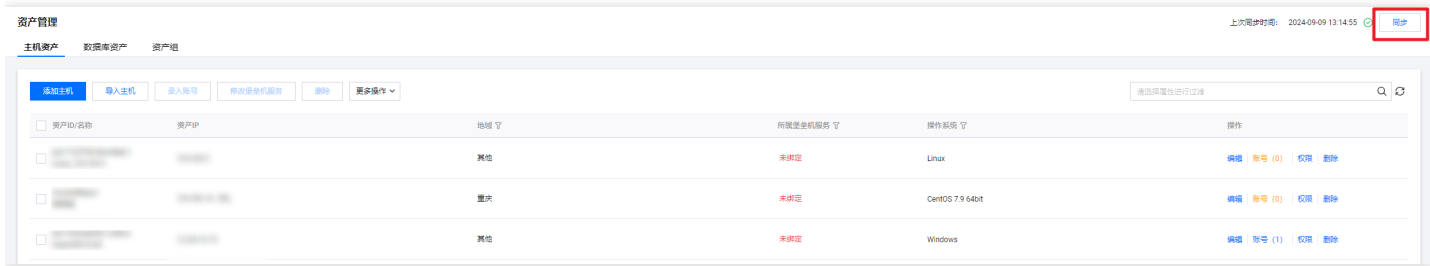 资产管理 上次同步时间: 2024-09-09 13:14:55 同步
主机资产 数据库资产 资产组
添加主机 导入主机 录入账号 修改堡垒机服务 删除 更多操作 请选择属性进行过滤
资产ID/名称 资产IP 地域 所属堡垒机服务 操作系统 操作
其他 未绑定 Linux 编辑 账号 (0) 权限 删除
重庆 未绑定 CentOS 7.9 64bit 编辑 账号 (0) 权限 删除
其他 未绑定 Windows 编辑 账号 (1) 权限 删除